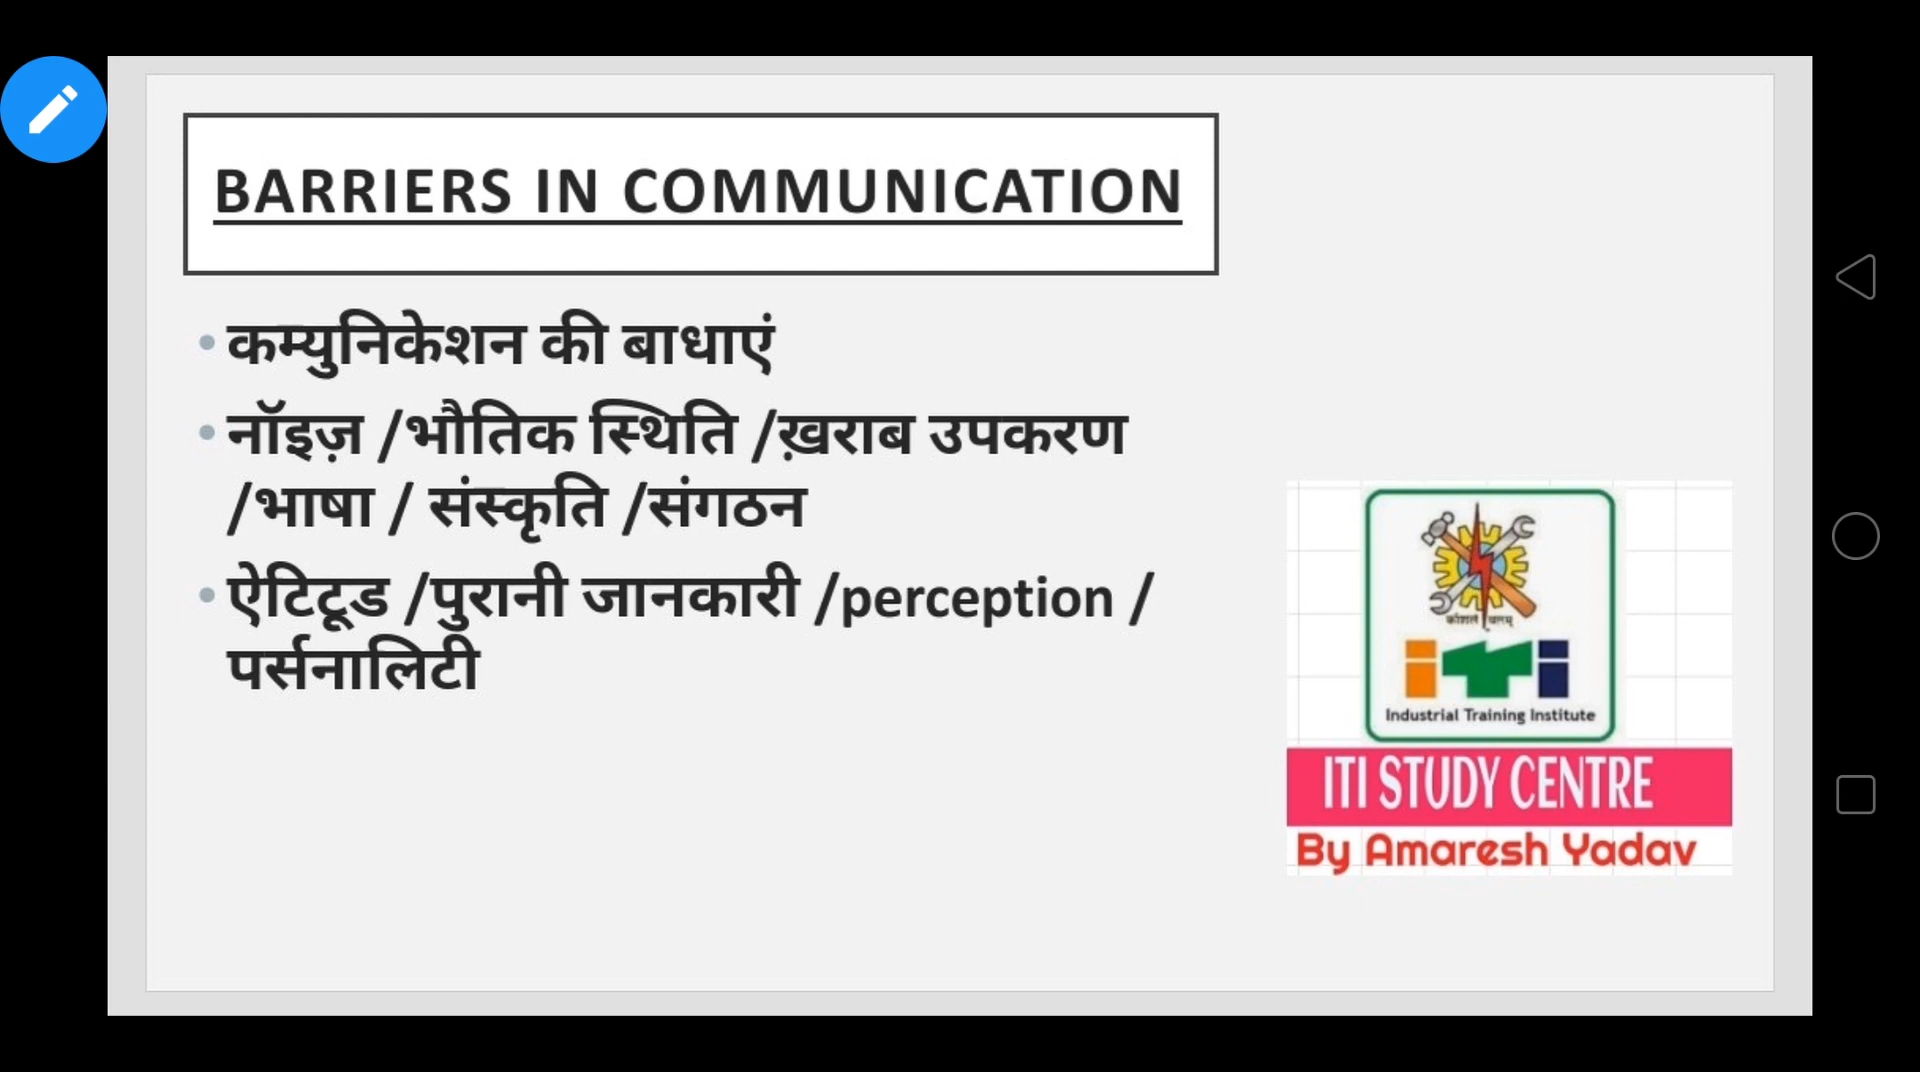 BARRIERS IN COMMUNICATION
• कम्युनिकेशन की बाधाएं
• नॉइज़ /भौतिक स्थिति /ख़राब उपकरण
/भाषा / संस्कृति /संगठन
• ऐटिटूड /पुरानी जानकारी /perception /
पर्सनालिटी
iTi
Industrial Training Institute
ITI STUDY CENTRE
By Amaresh Yadav